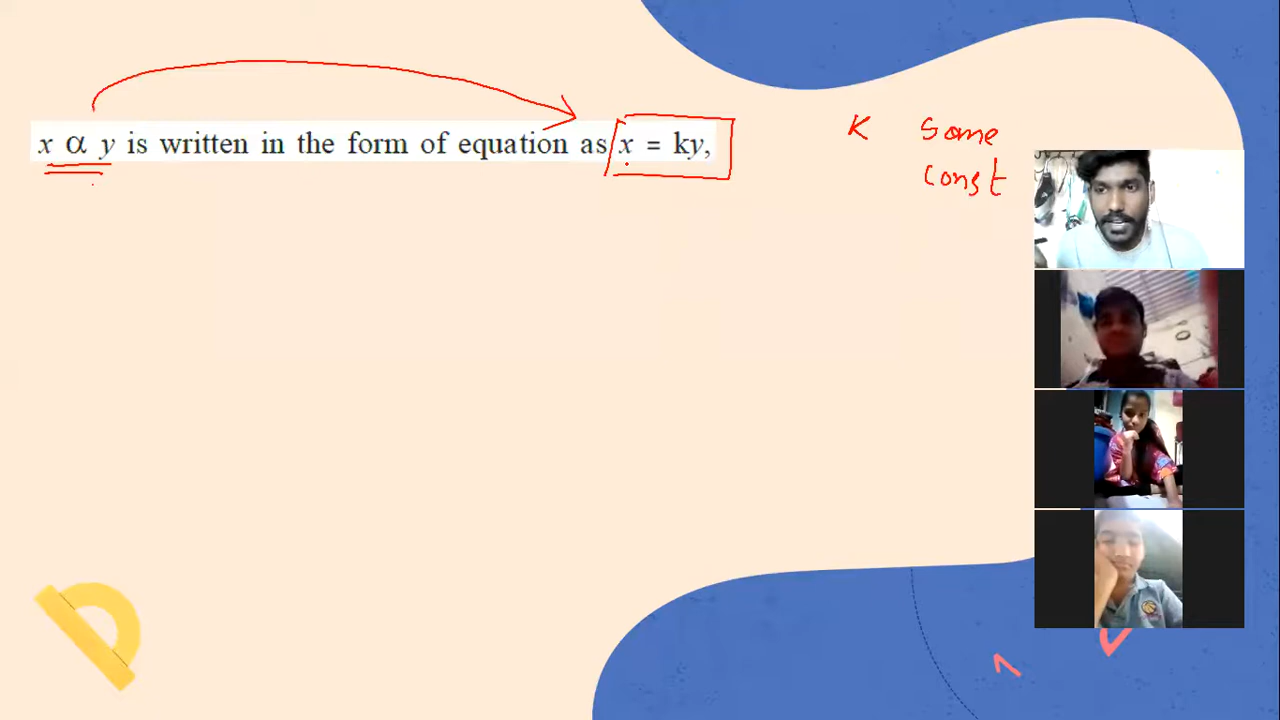 x α y is written in the form of equation as x = ky,
K some
const